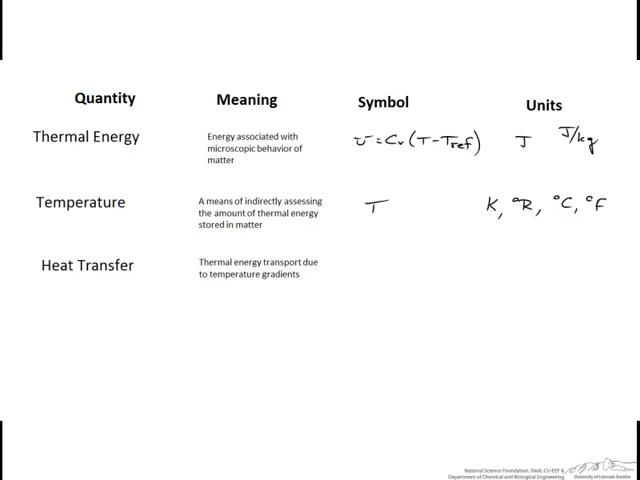 Quantity Meaning Symbol Units
Thermal Energy
Energy associated with
microscopic behavior of
matter
U = Cv (T - Tref) J J/kg
Temperature
A means of indirectly assessing
the amount of thermal energy
stored in matter
T K, °R, °C, °F
Heat Transfer
Thermal energy transport due
to temperature gradients
National Science Foundation, Shell, CU-EEF &
Department of Chemical and Biological Engineering
University of Colorado Boulder